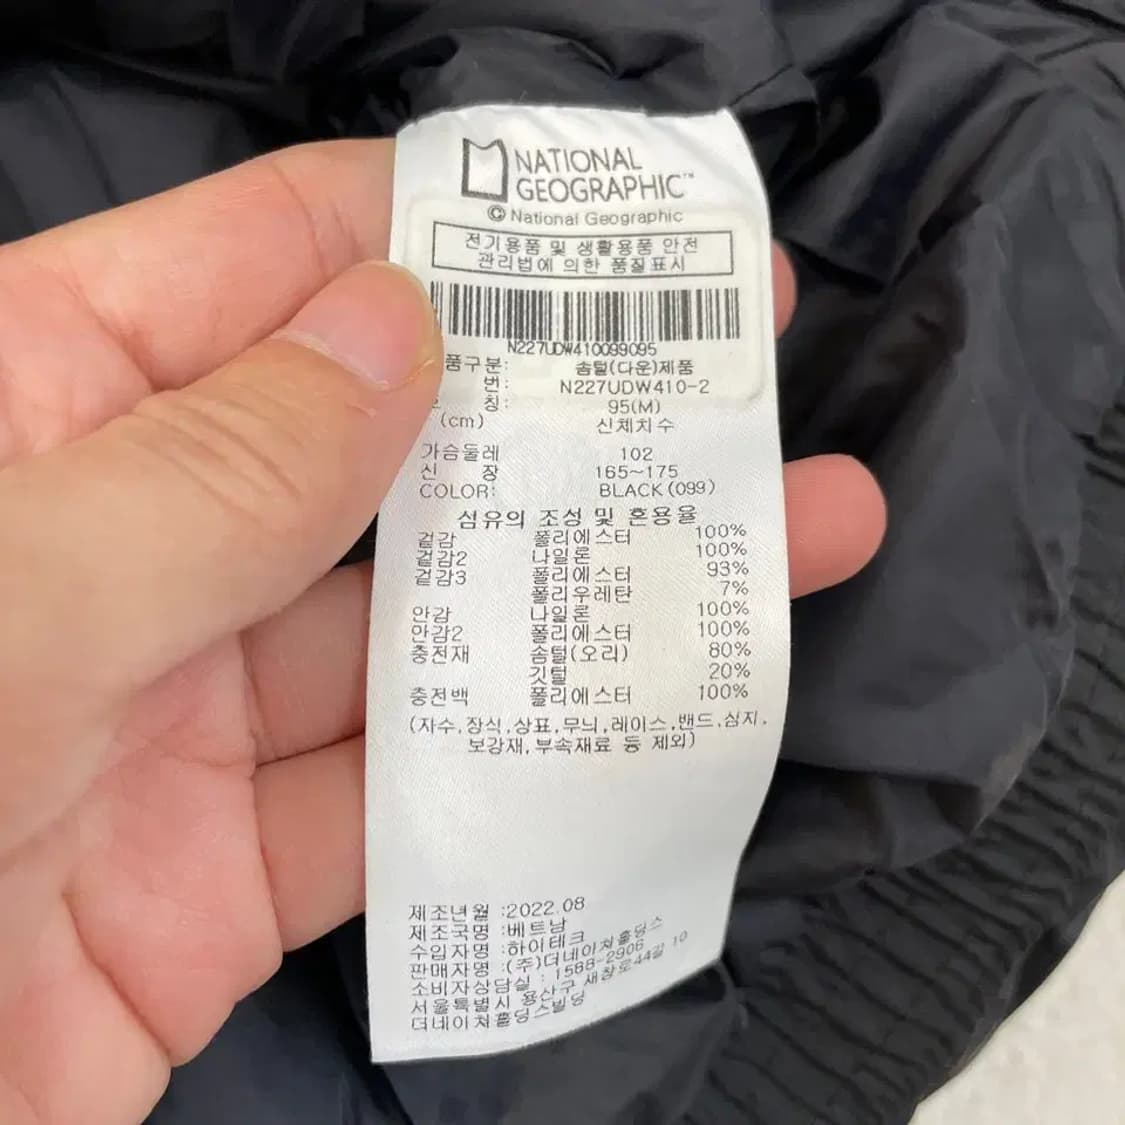 NATIONAL
GEOGRAPHIC™
© National Geographic
전기용품 및 생활용품 안전
관리법에 의한 품질표시
N227UDW410099095
품구분: 솜털(다운)제품
번: N227UDW410-2
칭: 95(M)
(cm) 신체치수
가슴둘레 102
신 장 165~175
COLOR: BLACK(099)
섬유의 조성 및 혼용율
겉감 폴리에스터 100%
겉감2 나일론 100%
겉감3 폴리에스터 93%
폴리우레탄 7%
안감 나일론 100%
안감2 폴리에스터 100%
충전재 솜털(오리) 80%
깃털 20%
충전백 폴리에스터 100%
(자수,장식,상표,무늬,레이스,밴드,심지,
보강재,부속재료 등 제외)
제조년월 :2022.08
제조국명 :베트남
수입자명 :하이테크
판매자명 :(주)더네이쳐홀딩스
소비자상담실 : 1588-2906
서울특별시 용산구 새창로44길 10
더네이쳐홀딩스빌딩